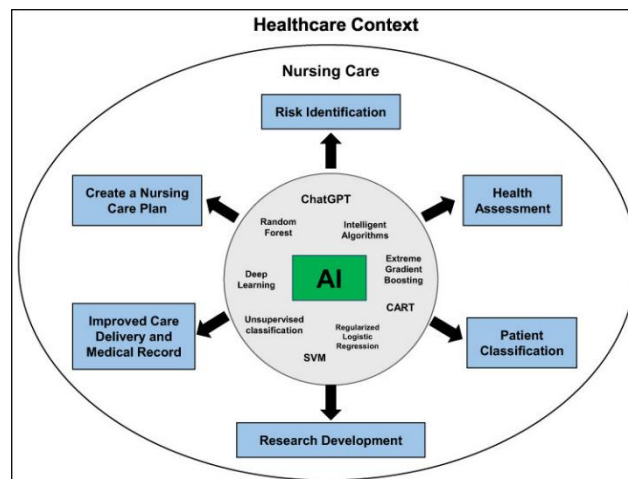 Healthcare Context
Nursing Care
Risk Identification
Create a Nursing
Care Plan
Health
Assessment
ChatGPT
Random
Forest
Intelligent
Algorithms
Deep
Learning
AI
Extreme
Gradient
Boosting
CART
Unsupervised
classification
Regularized
Logistic
Regression
SVM
Improved Care
Delivery and
Medical Record
Patient
Classification
Research Development